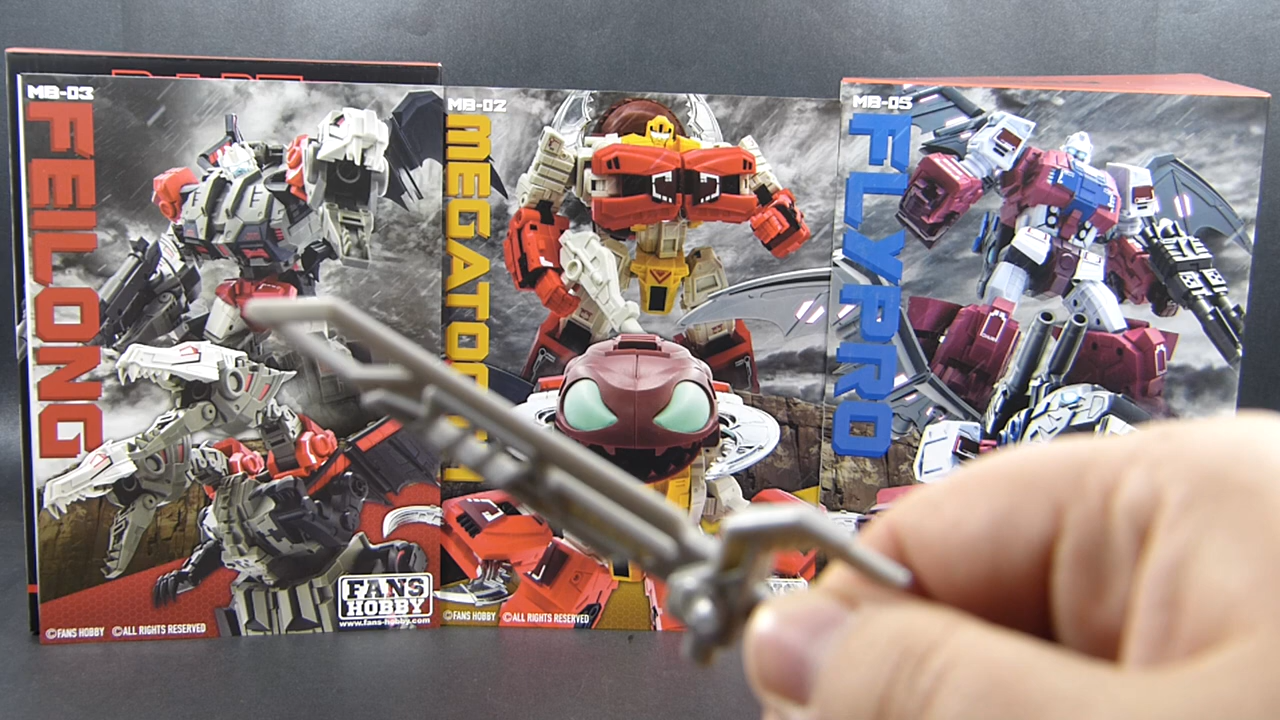 MB-03
FEILONG
FANS
HOBBY
www.fans-hobby.com
©FANS HOBBY ©ALL RIGHTS RESERVED
MB-02
©FANS HOBBY ©ALL RIGHTS RESERVED
MB-05
FLYPRO